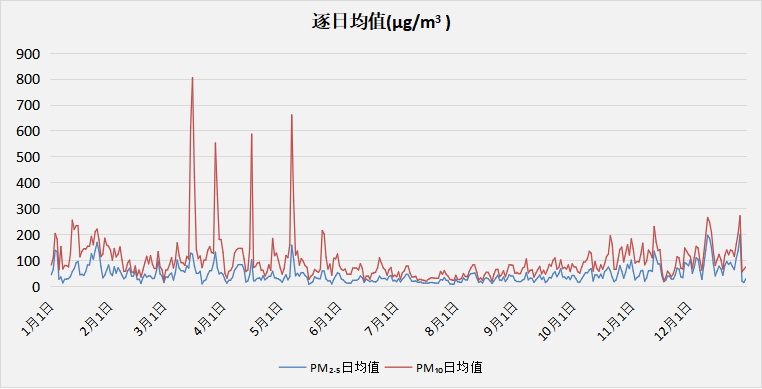 逐日均值(μg/m³ )
900
800
700
600
500
400
300
200
100
0
1月1日
2月1日
3月1日
4月1日
5月1日
6月1日
7月1日
8月1日
9月1日
10月1日
11月1日
12月1日
PM₂.₅日均值
PM₁₀日均值